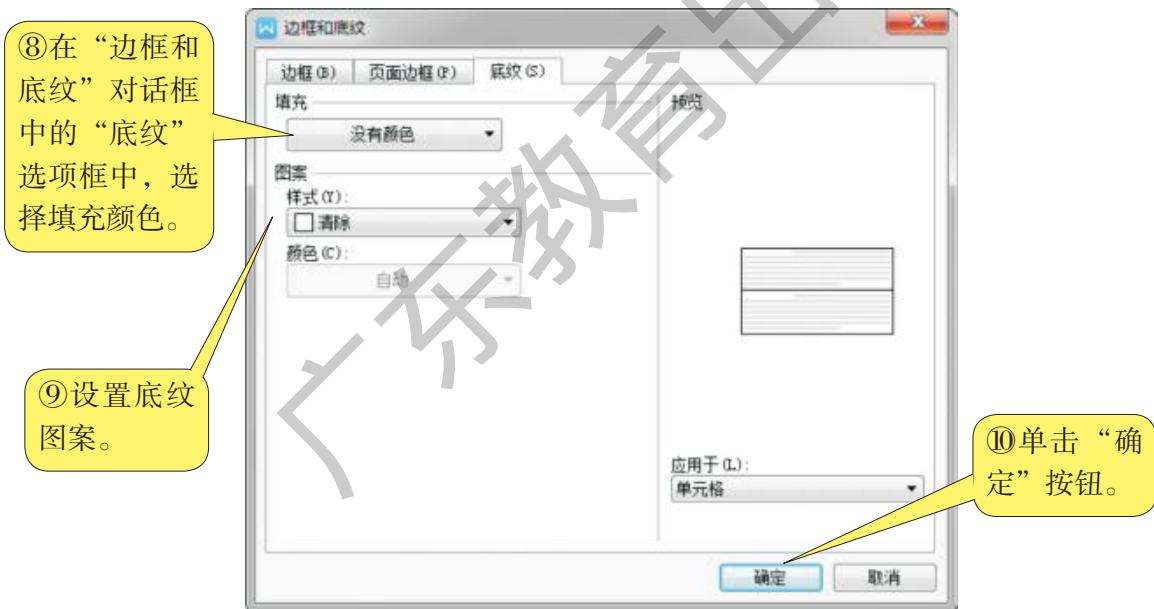 边框和底纹
⑧在“边框和
底纹”对话框
中的“底纹”
选项框中，选
择填充颜色。
边框(B) 页面边框(P) 底纹(S)
填充
没有颜色
图案
样式(Y):
清除
颜色(C):
自动
预览
⑨设置底纹
图案。
应用于(L):
单元格
⑩单击“确
定”按钮。
确定 取消
广东教育出